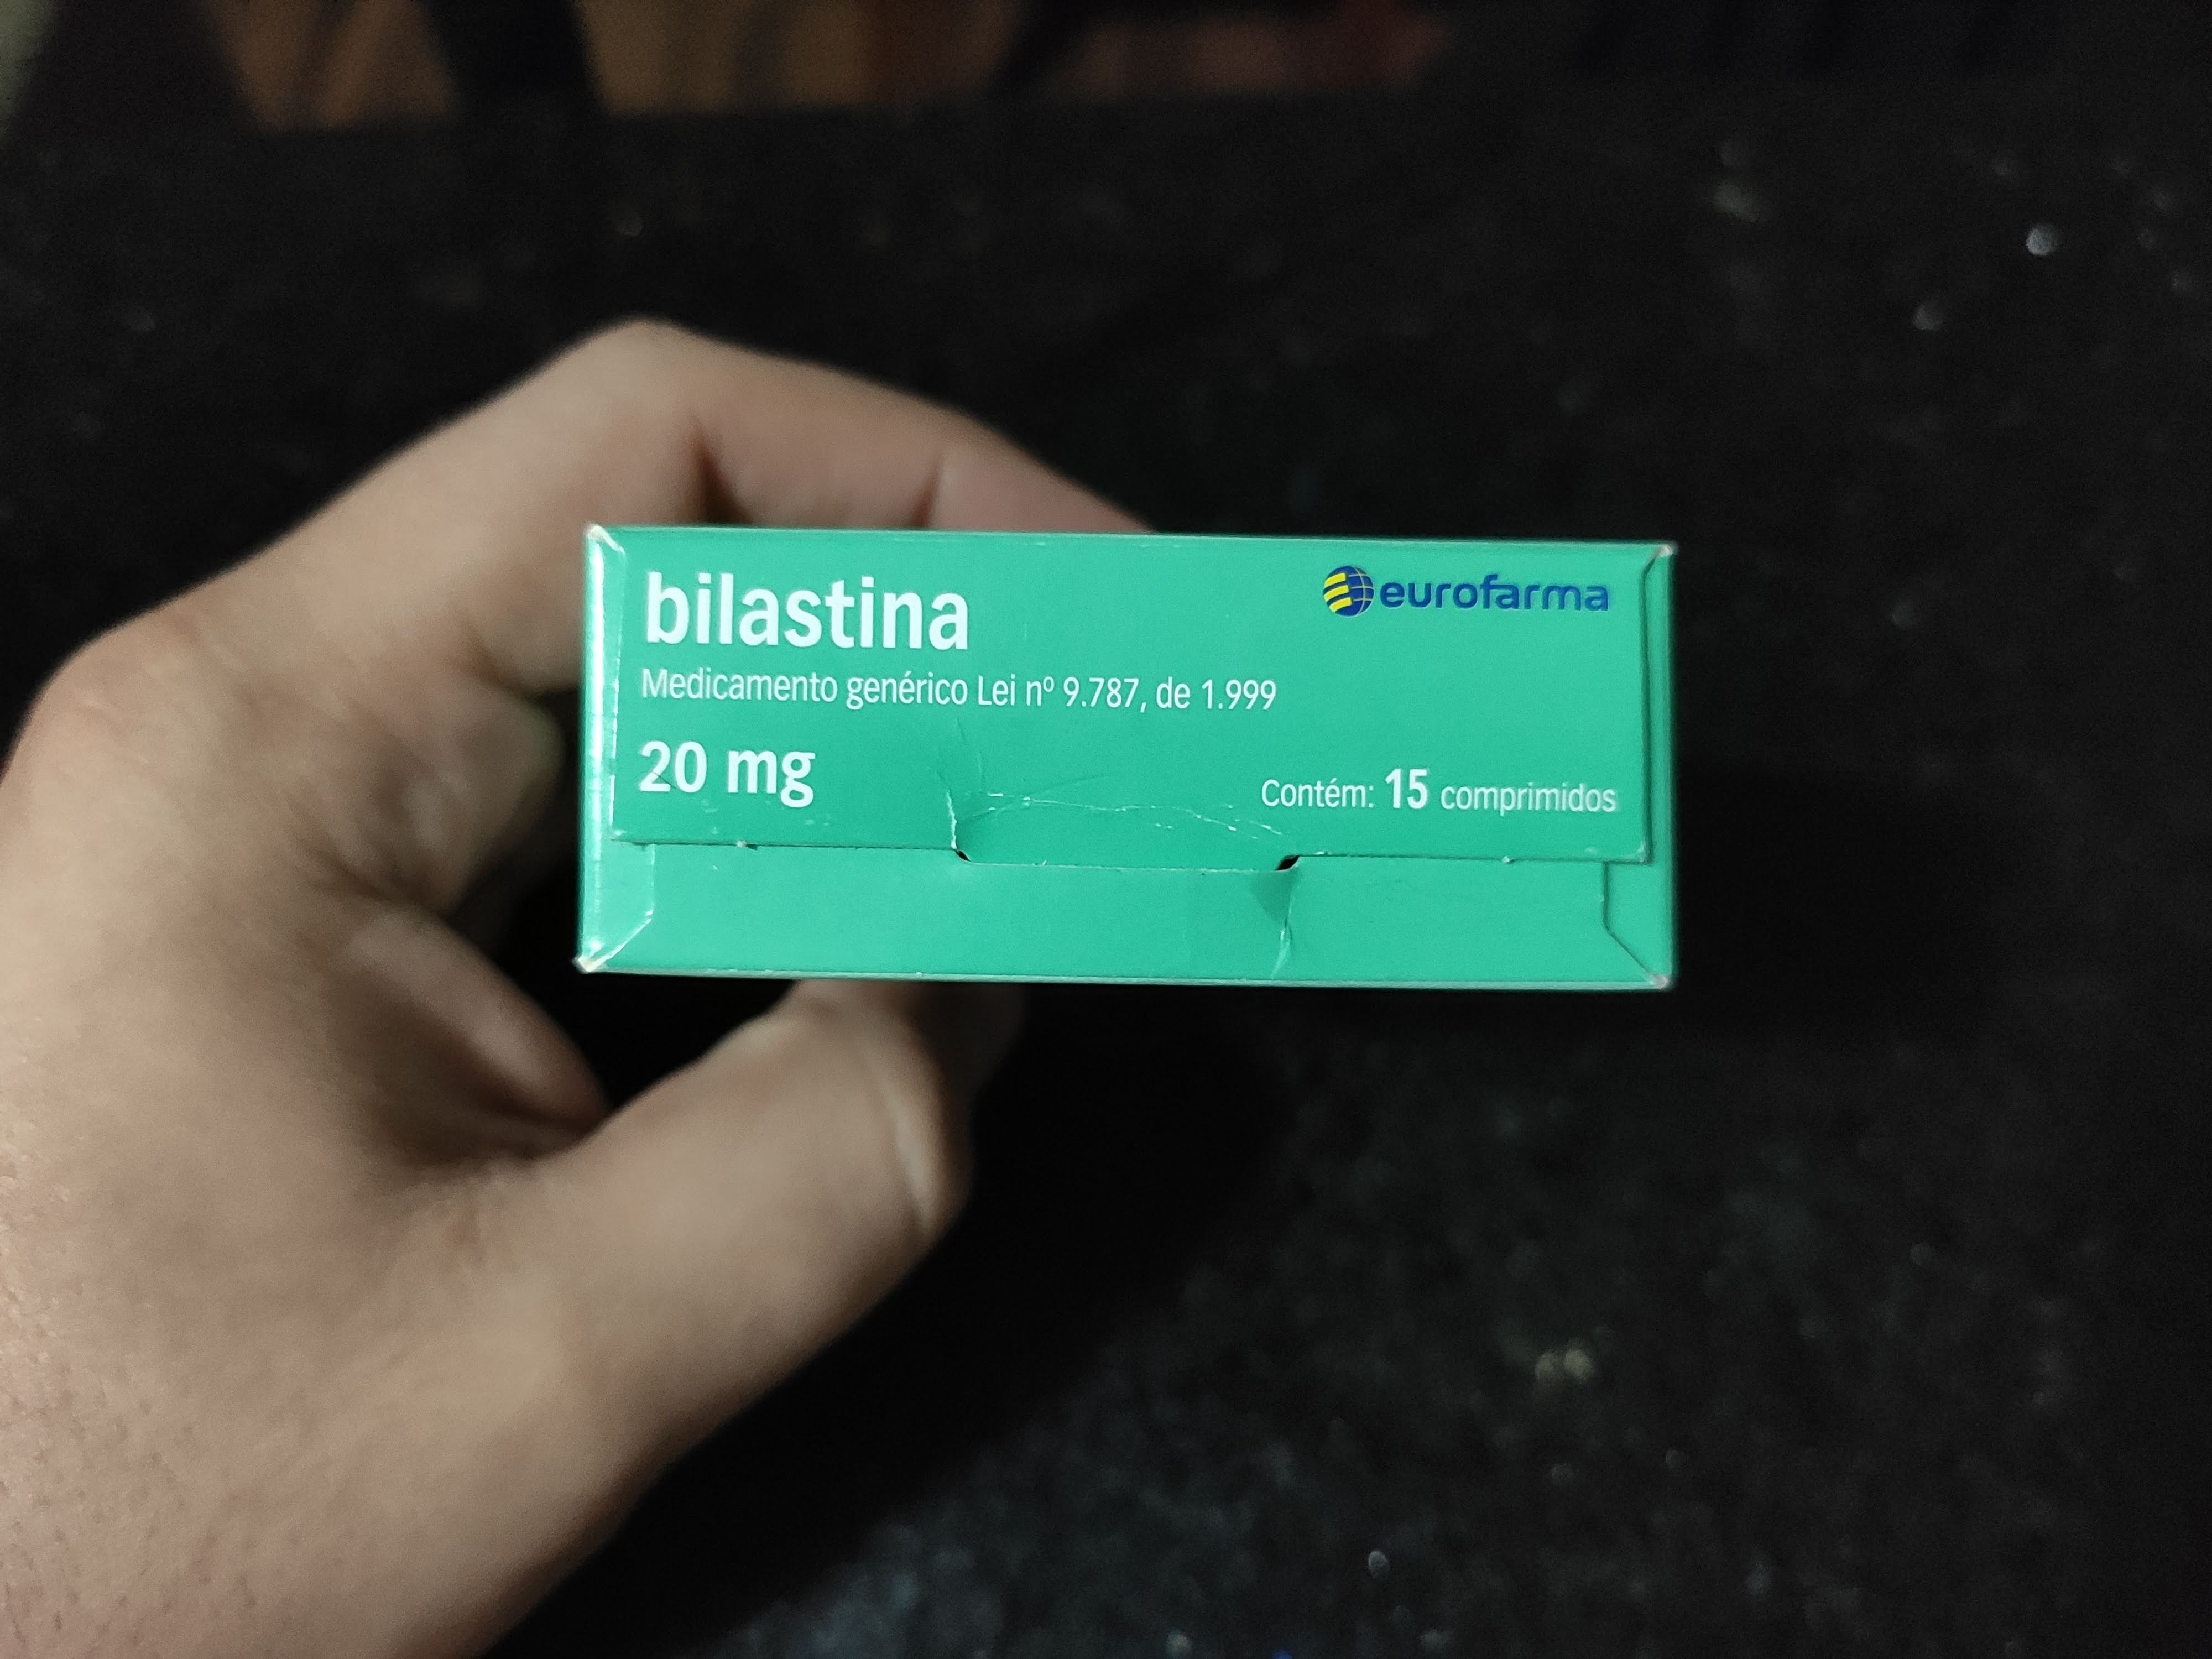 bilastina
eurofarma
Medicamento genérico Lei nº 9.787, de 1.999
20 mg
Contém: 15 comprimidos